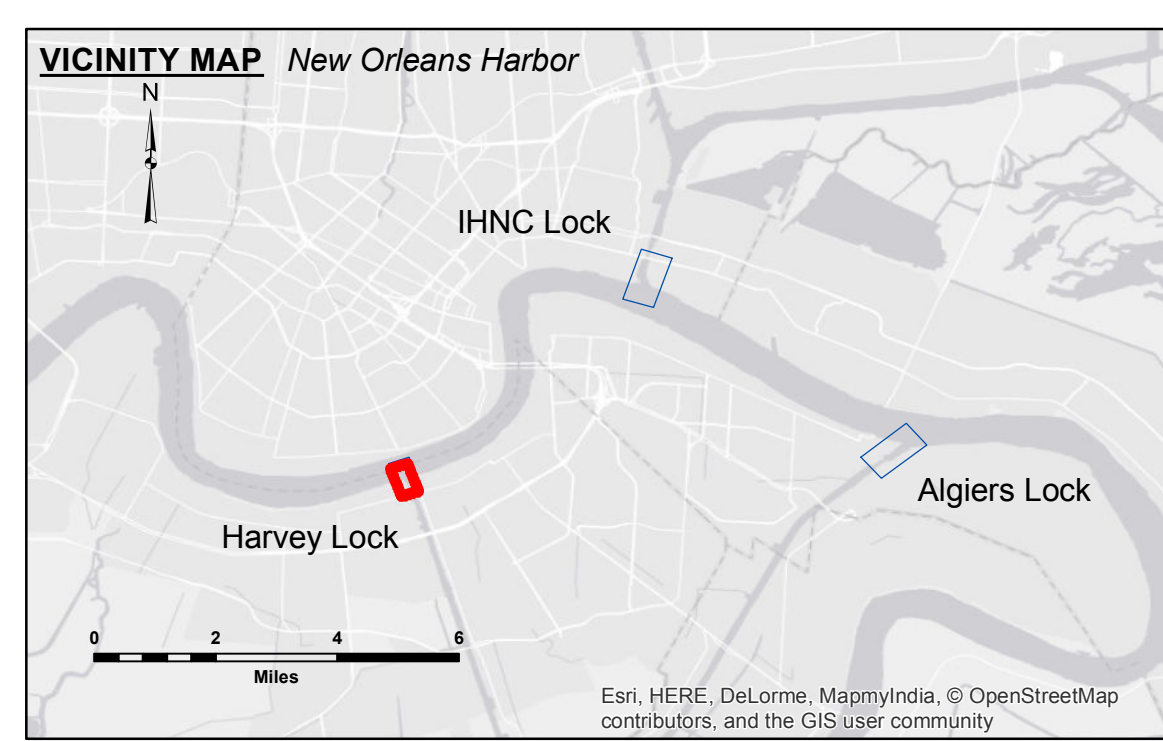 VICINITY MAP New Orleans Harbor
N
IHNC Lock
Algiers Lock
Harvey Lock
0 2 4 6
Miles
Esri, HERE, DeLorme, MapmyIndia, © OpenStreetMap
contributors, and the GIS user community